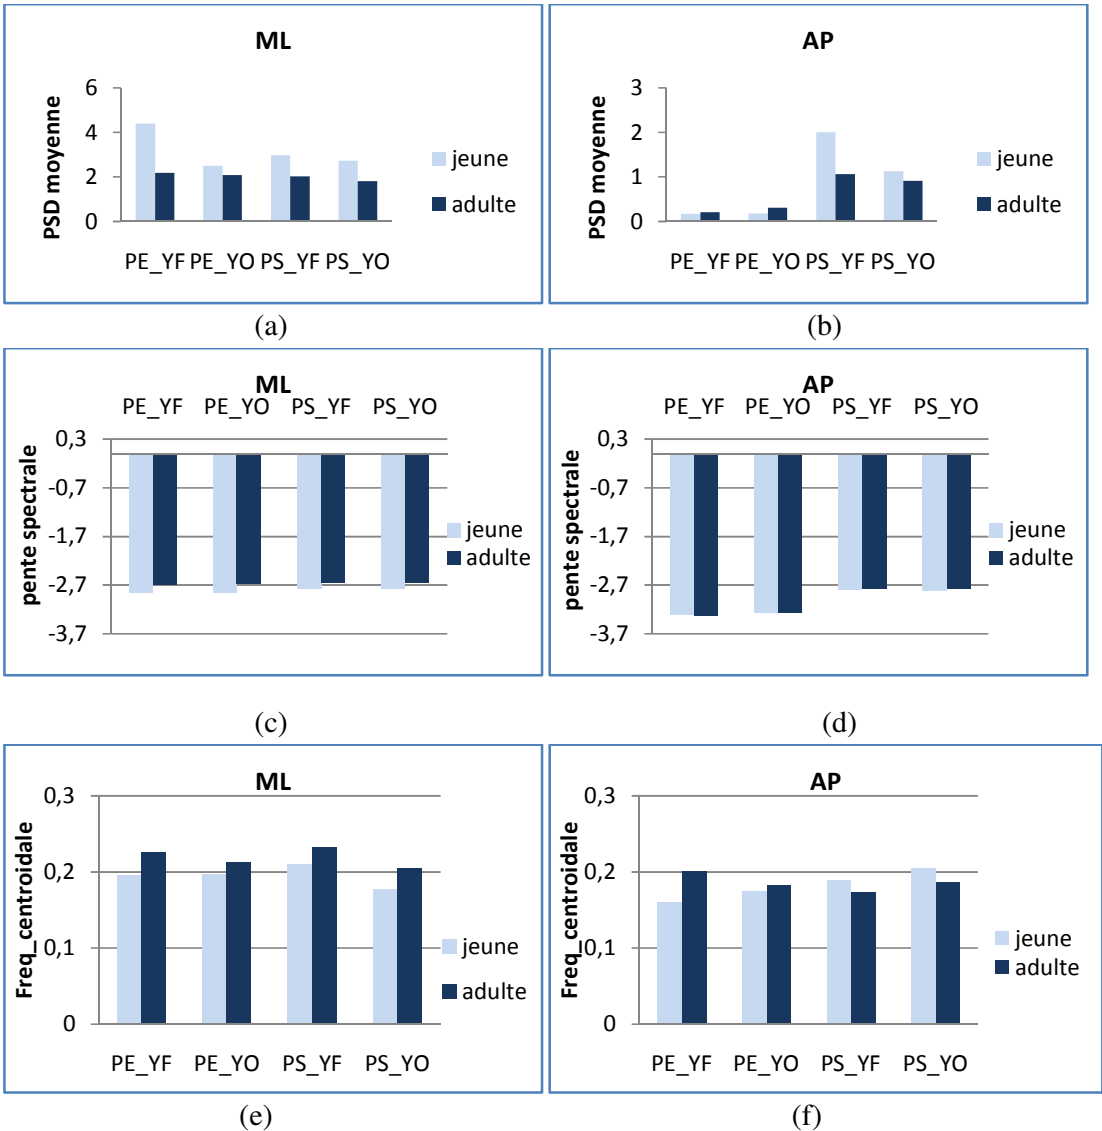 ML
PSD moyenne
6
4
2
0
PE_YF PE_YO PS_YF PS_YO
jeune
adulte
(a)
AP
PSD moyenne
3
2
1
0
PE_YF PE_YO PS_YF PS_YO
jeune
adulte
(b)
ML
PE_YF PE_YO PS_YF PS_YO
pente spectrale
0,3
-0,7
-1,7
-2,7
-3,7
jeune
adulte
(c)
AP
PE_YF PE_YO PS_YF PS_YO
pente spectrale
0,3
-0,7
-1,7
-2,7
-3,7
jeune
adulte
(d)
ML
Freq_centroidale
0,3
0,2
0,1
0
PE_YF PE_YO PS_YF PS_YO
jeune
adulte
(e)
AP
Freq_centroidale
0,3
0,2
0,1
0
PE_YF PE_YO PS_YF PS_YO
jeune
adulte
(f)